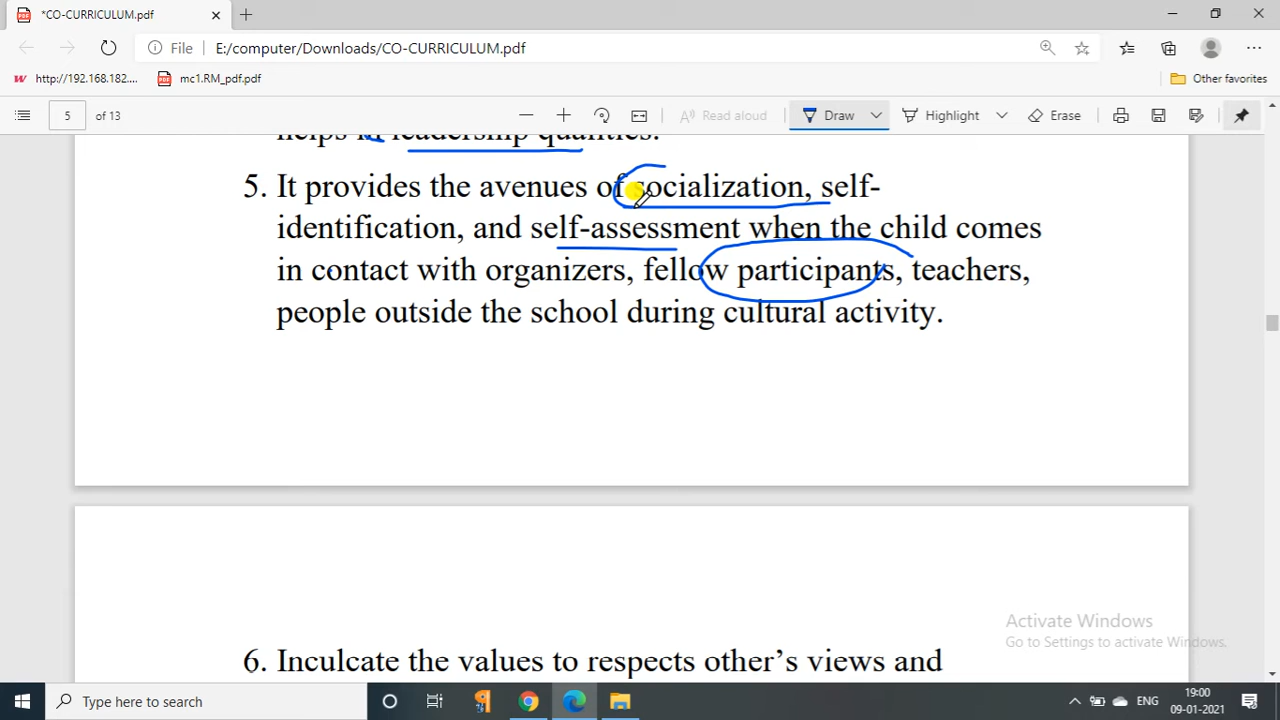 *CO-CURRICULUM.pdf
File E:/computer/Downloads/CO-CURRICULUM.pdf
http://192.168.182.... mc1.RM_pdf.pdf Other favorites
5 of 13 Read aloud Draw Highlight Erase
helps in leadership qualities.
5. It provides the avenues of socialization, self-
identification, and self-assessment when the child comes
in contact with organizers, fellow participants, teachers,
people outside the school during cultural activity.
Activate Windows
Go to Settings to activate Windows.
6. Inculcate the values to respects other’s views and
Type here to search ENG 19:00
09-01-2021